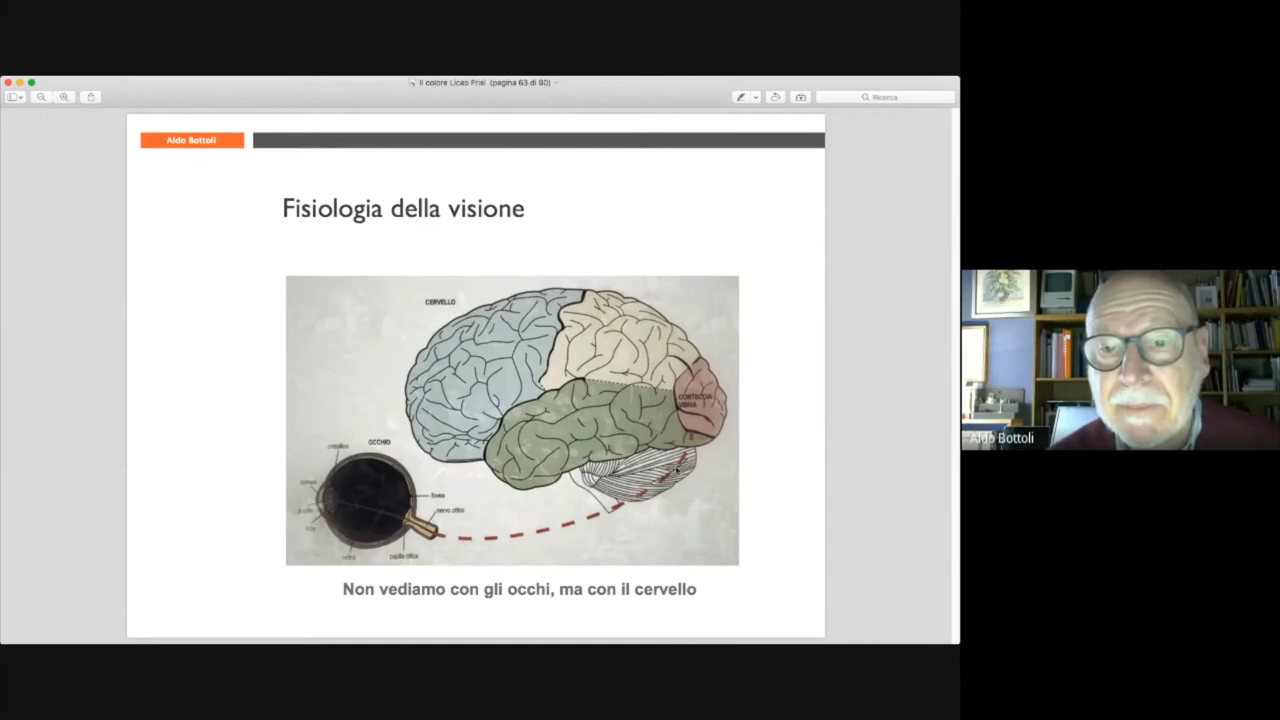 Il colore Liceo Frisi (pagina 63 di 90)
Ricerca
Aldo Bottoli
Fisiologia della visione
CERVELLO
CORTECCIA
VISIVA
OCCHIO
cristallino
fovea
nervo ottico
retina
papilla ottica
Non vediamo con gli occhi, ma con il cervello
Aldo Bottoli